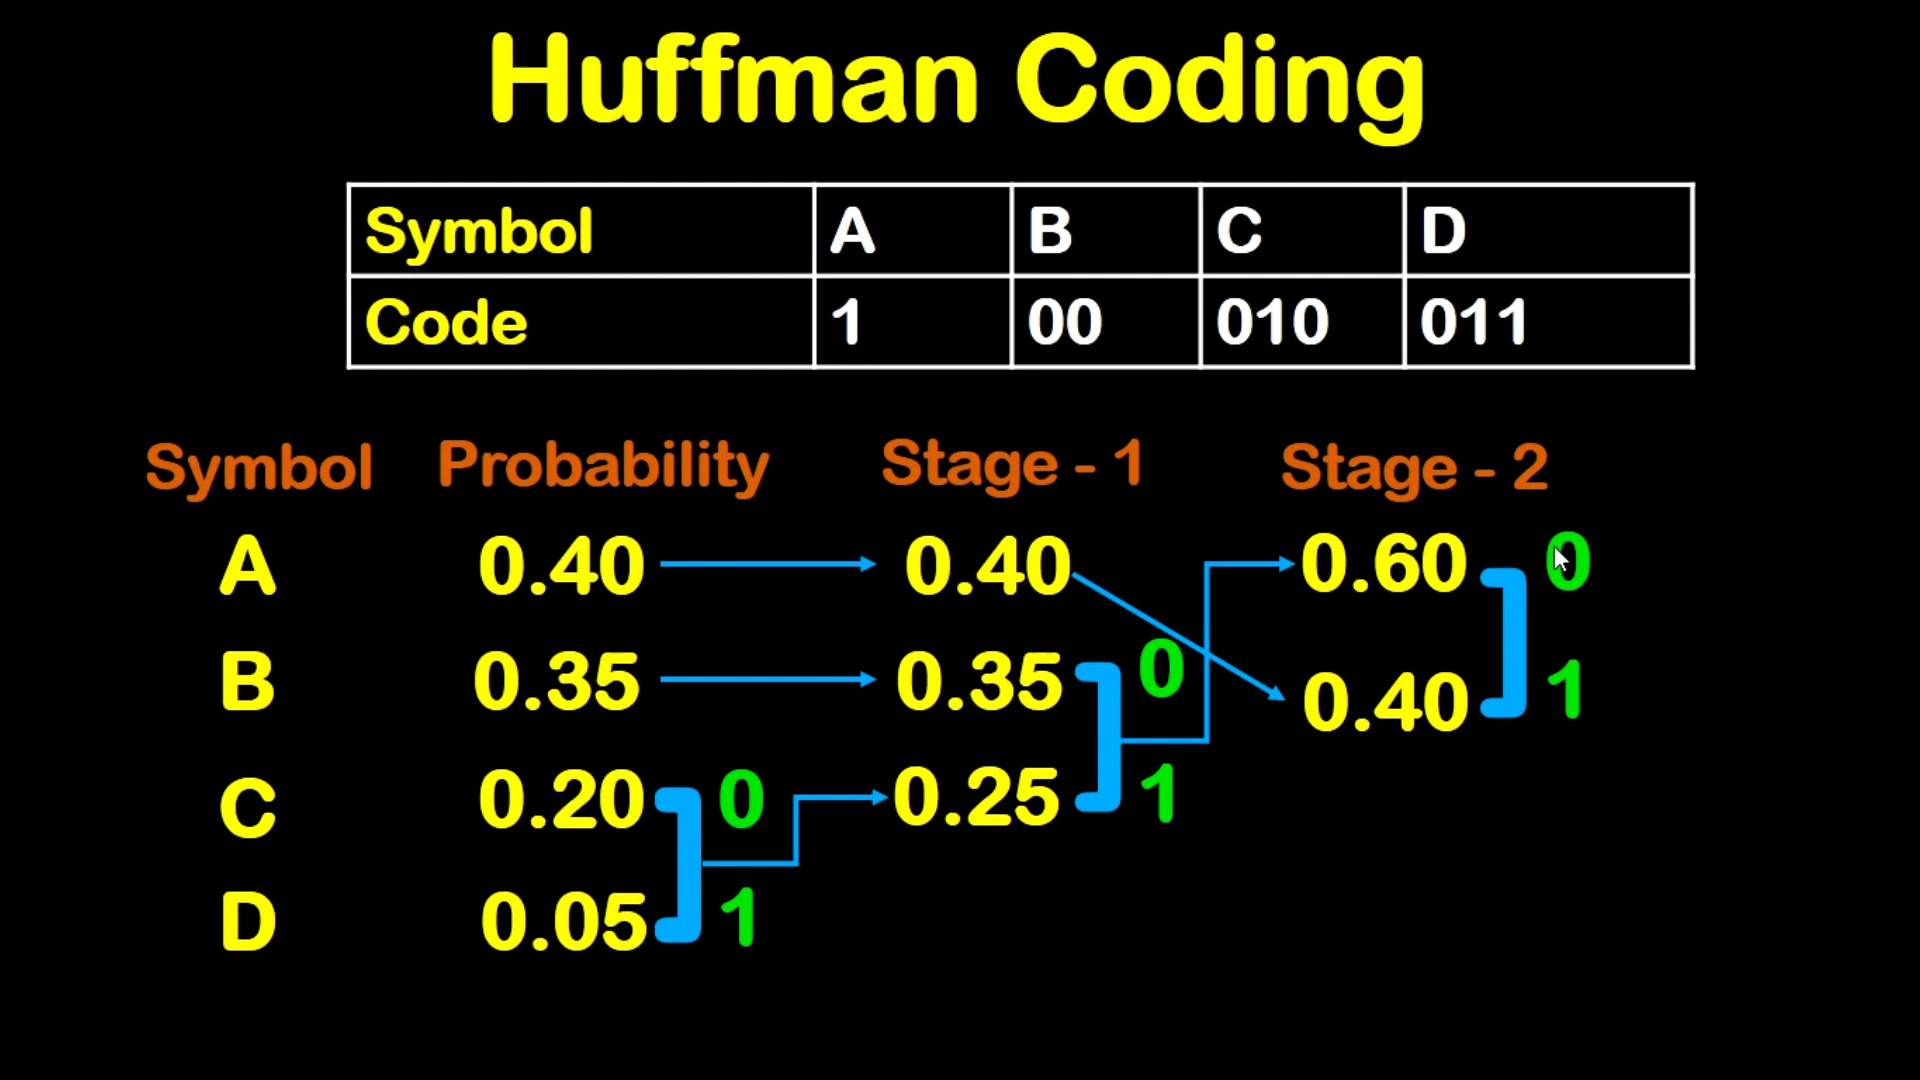 Huffman Coding
Symbol A B C D
Code 1 00 010 011
Symbol Probability Stage - 1 Stage - 2
A 0.40 0.40 0.60 0
B 0.35 0.35 0 0.40 1
C 0.20 0 0.25 1
D 0.05 1